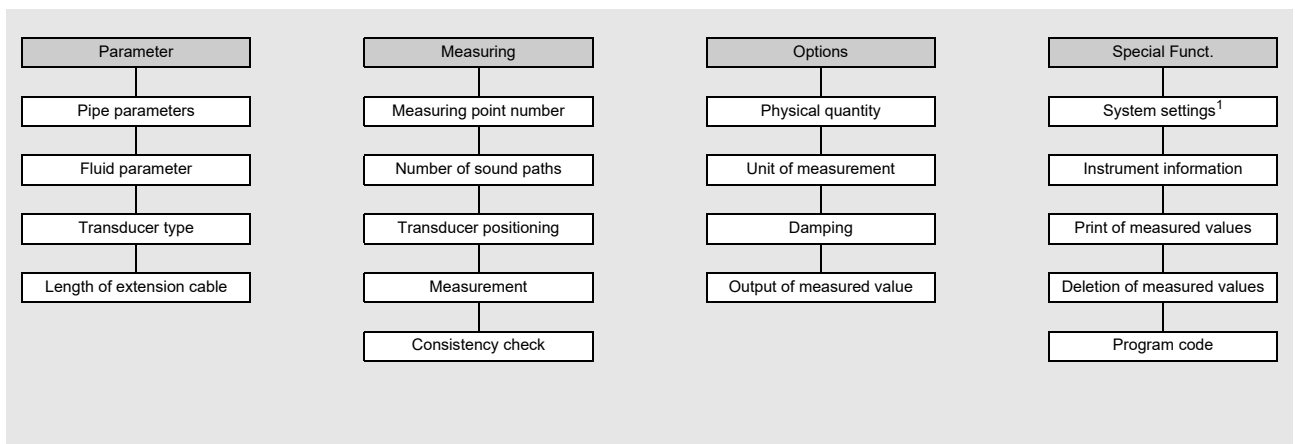 Parameter
Pipe parameters
Fluid parameter
Transducer type
Length of extension cable
Measuring
Measuring point number
Number of sound paths
Transducer positioning
Measurement
Consistency check
Options
Physical quantity
Unit of measurement
Damping
Output of measured value
Special Funct.
System settings¹
Instrument information
Print of measured values
Deletion of measured values
Program code